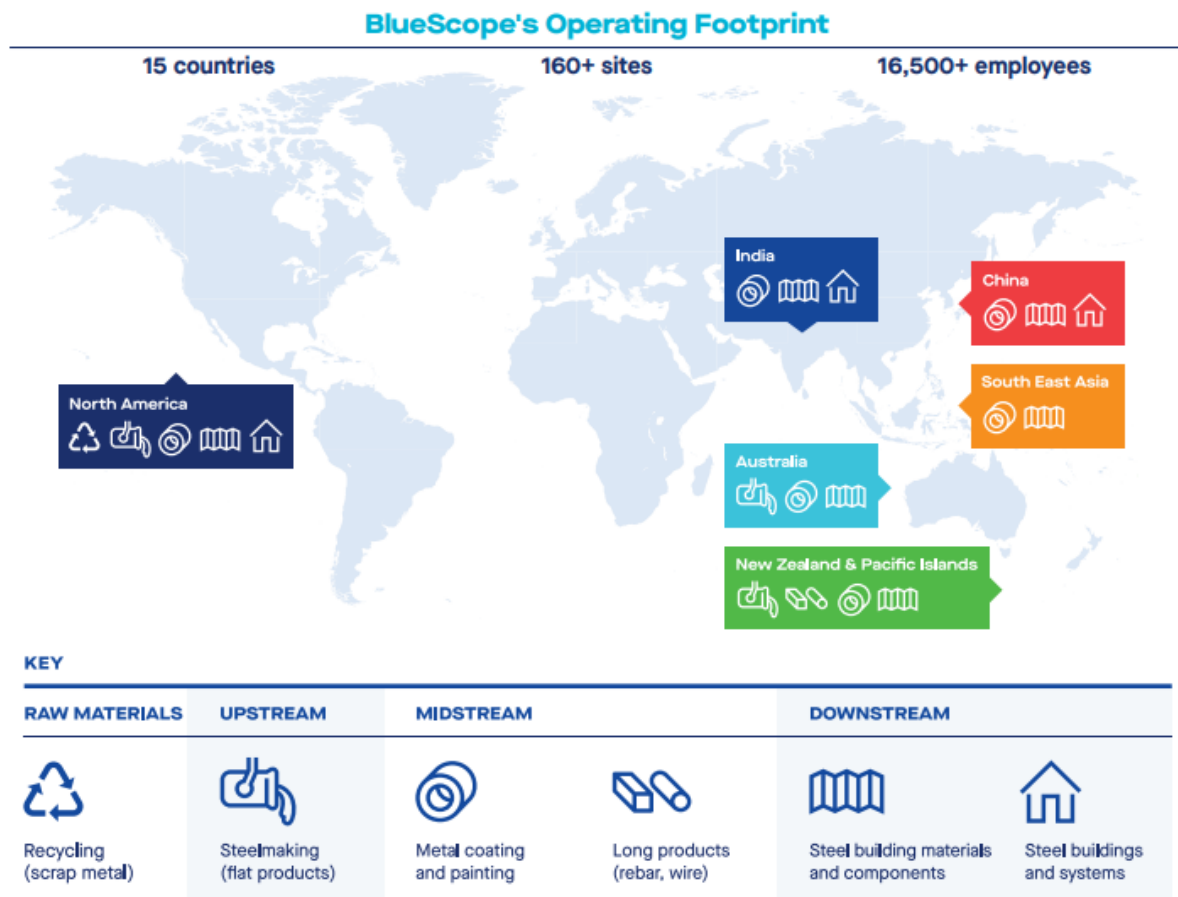 BlueScope's Operating Footprint
15 countries
160+ sites
16,500+ employees
India
China
North America
South East Asia
Australia
New Zealand & Pacific Islands
KEY
RAW MATERIALS
UPSTREAM
MIDSTREAM
DOWNSTREAM
Recycling
(scrap metal)
Steelmaking
(flat products)
Metal coating
and painting
Long products
(rebar, wire)
Steel building materials
and components
Steel buildings
and systems